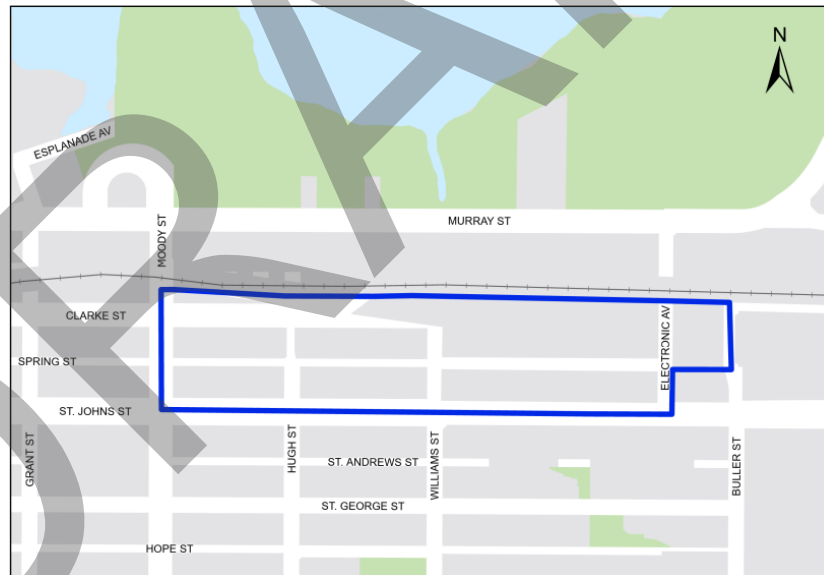 N
ESPLANADE AV
MURRAY ST
MOODY ST
CLARKE ST
ELECTRONIC AV
SPRING ST
ST. JOHNS ST
GRANT ST
HUGH ST
ST. ANDREWS ST
WILLIAMS ST
BULLER ST
ST. GEORGE ST
HOPE ST